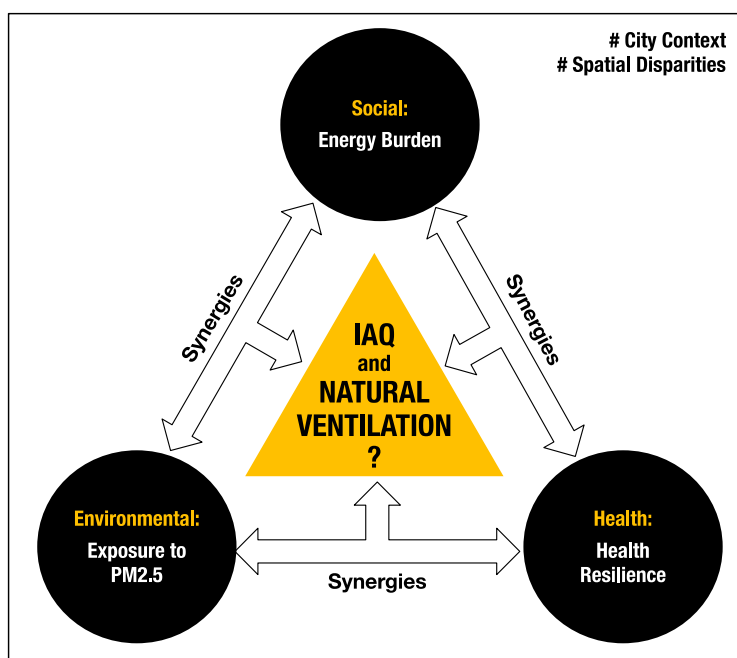 # City Context
# Spatial Disparities
Social:
Energy Burden
Synergies
Synergies
IAQ
and
NATURAL
VENTILATION
?
Environmental:
Exposure to
PM2.5
Health:
Health
Resilience
Synergies